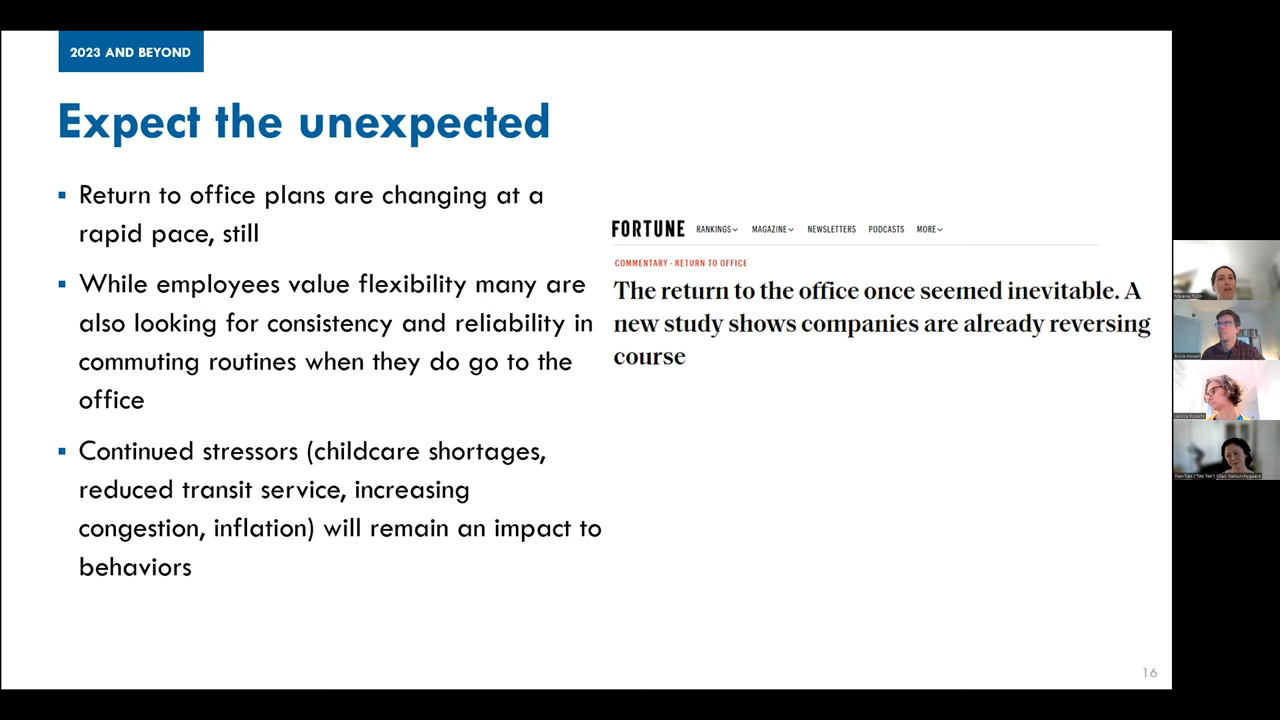 2023 AND BEYOND
Expect the unexpected
▪ Return to office plans are changing at a
rapid pace, still
▪ While employees value flexibility many are
also looking for consistency and reliability in
commuting routines when they do go to the
office
▪ Continued stressors (childcare shortages,
reduced transit service, increasing
congestion, inflation) will remain an impact to
behaviors
FORTUNE RANKINGS MAGAZINE NEWSLETTERS PODCASTS MORE
COMMENTARY · RETURN TO OFFICE
The return to the office once seemed inevitable. A
new study shows companies are already reversing
course
16
Brock Howell
Jessica Roberts